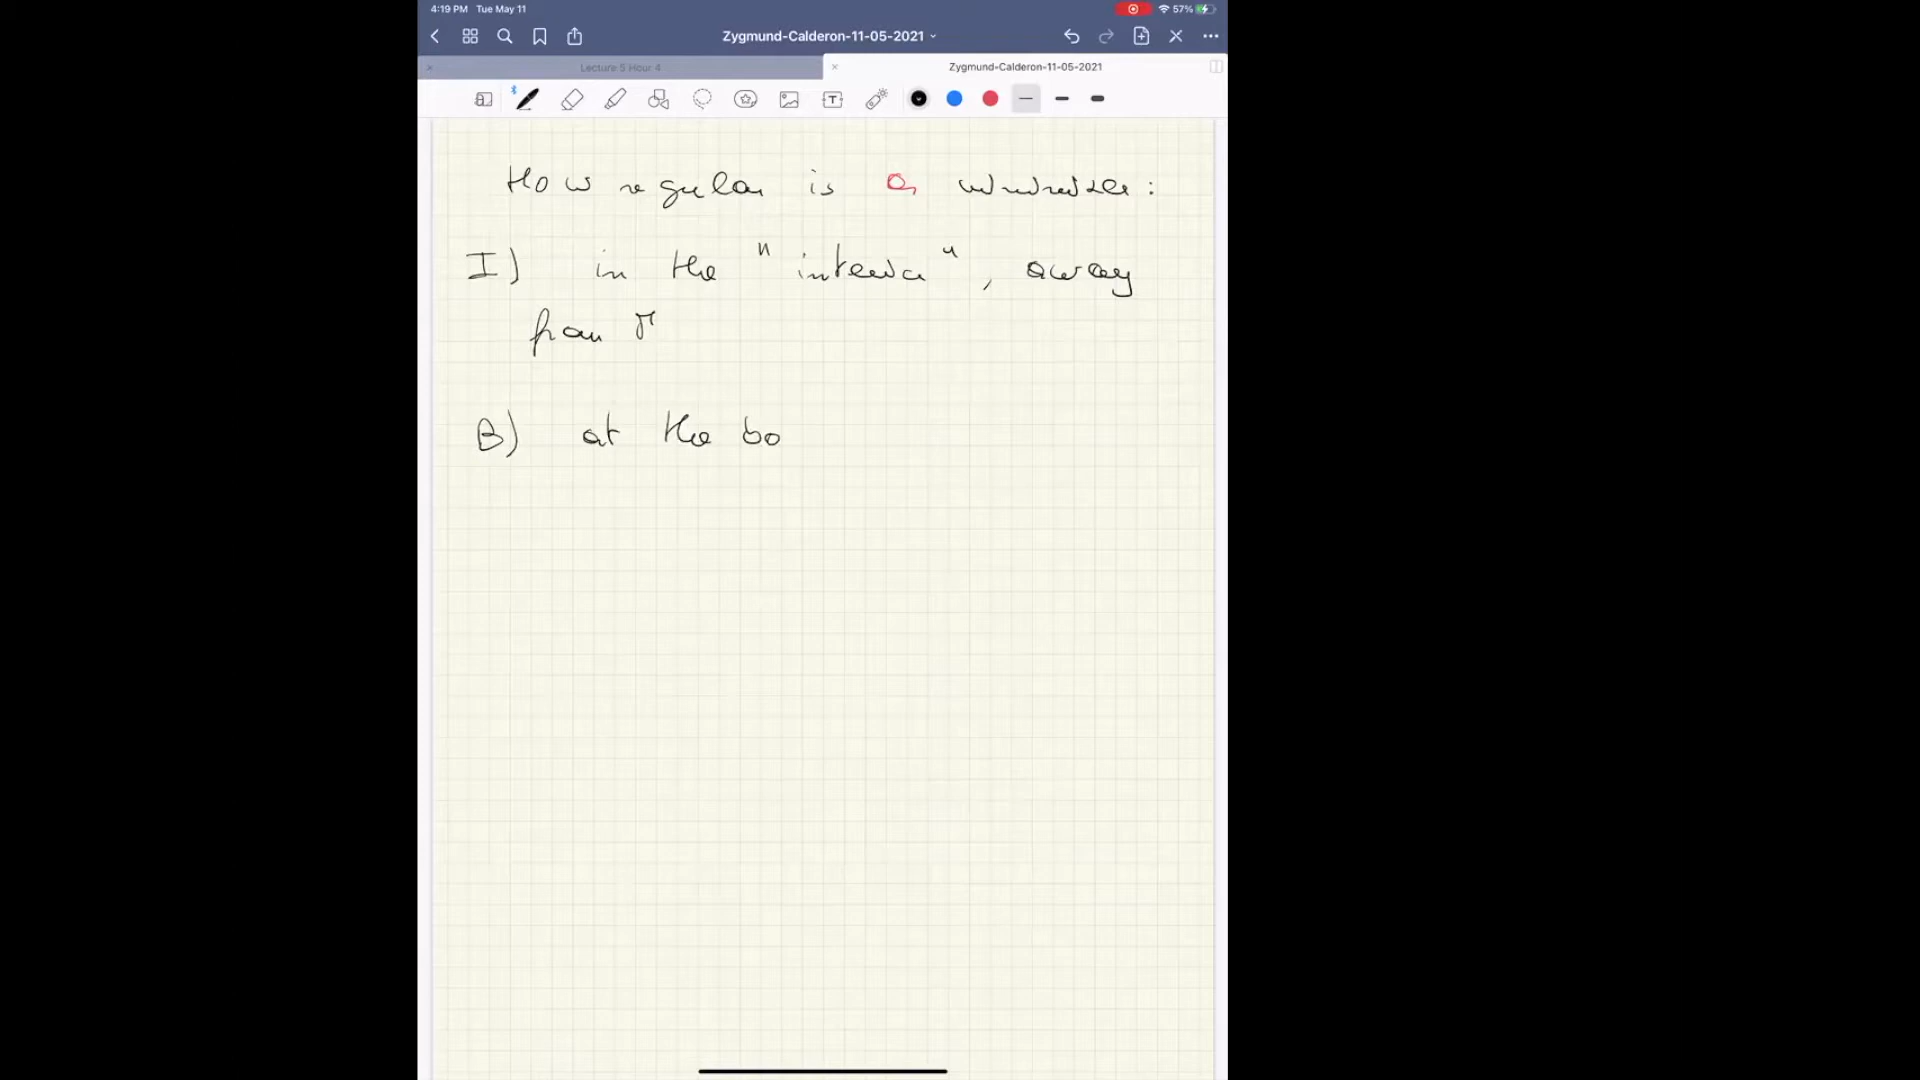 4:19 PM Tue May 11
57%
Zygmund-Calderon-11-05-2021
Lecture 5 Hour 4
Zygmund-Calderon-11-05-2021
How regular is a minimizer:
I) in the "interior", away
from Γ
B) at the bo